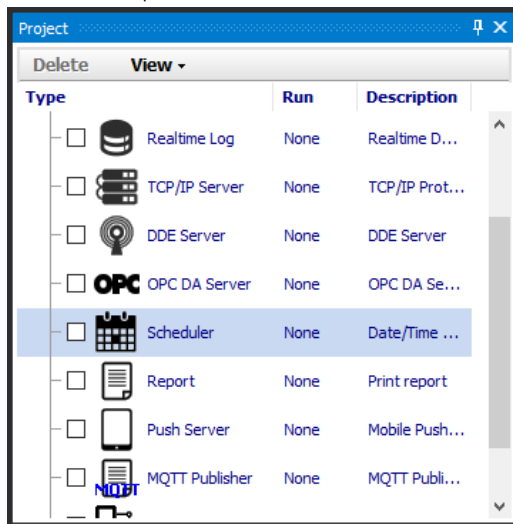 Project
Delete View
Type Run Description
Realtime Log None Realtime D...
TCP/IP Server None TCP/IP Prot...
DDE Server None DDE Server
OPC OPC DA Server None OPC DA Se...
Scheduler None Date/Time ...
Report None Print report
Push Server None Mobile Push...
MQTT MQTT Publisher None MQTT Publi...